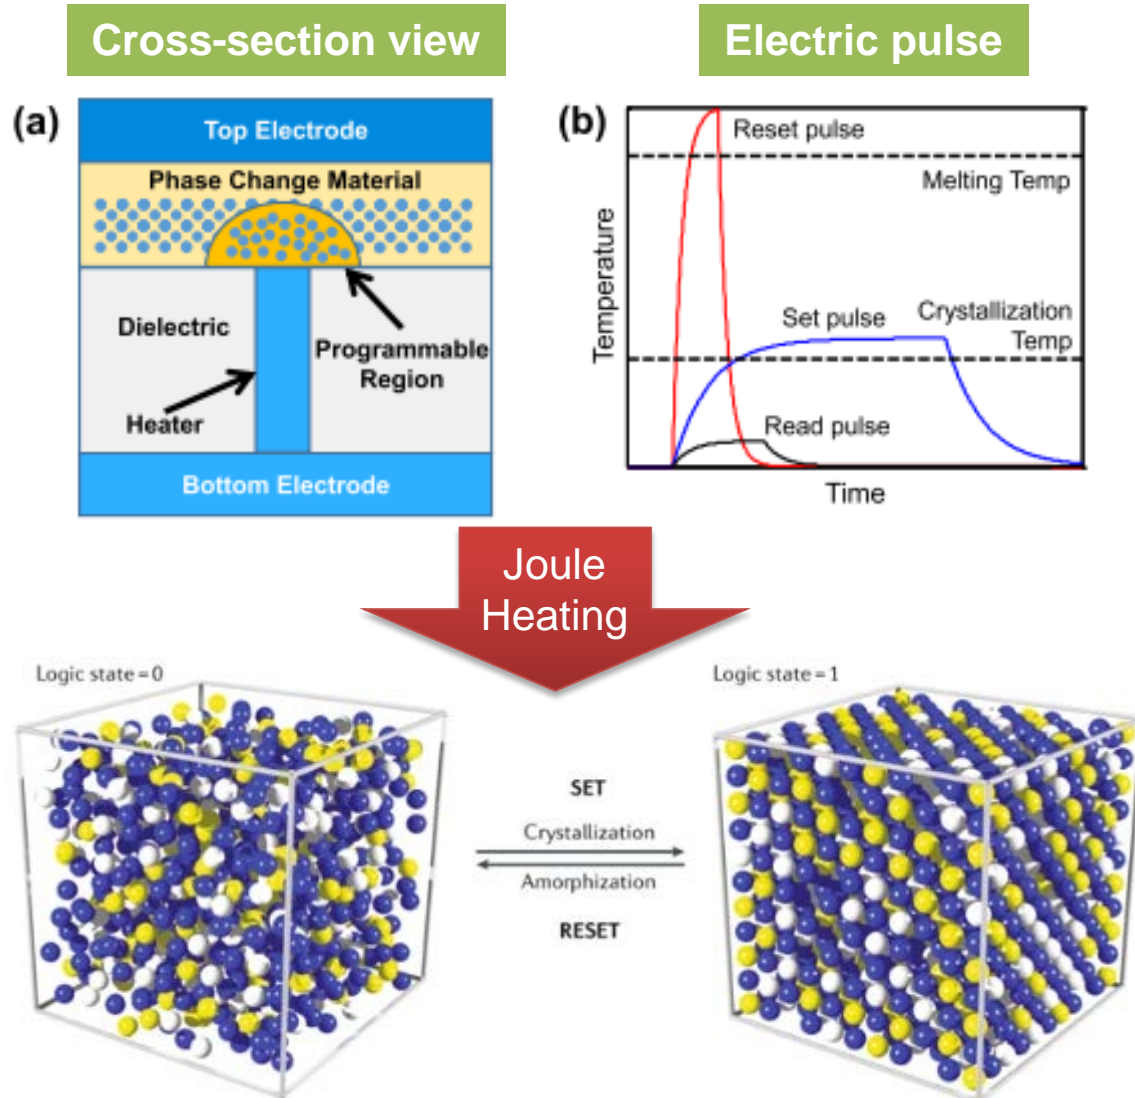 Cross-section view
Electric pulse
(a)
Top Electrode
Phase Change Material
Dielectric
Programmable
Region
Heater
Bottom Electrode
(b)
Reset pulse
Melting Temp
Set pulse
Crystallization
Temp
Read pulse
Temperature
Time
Joule
Heating
Logic state = 0
Logic state = 1
SET
Crystallization
Amorphization
RESET